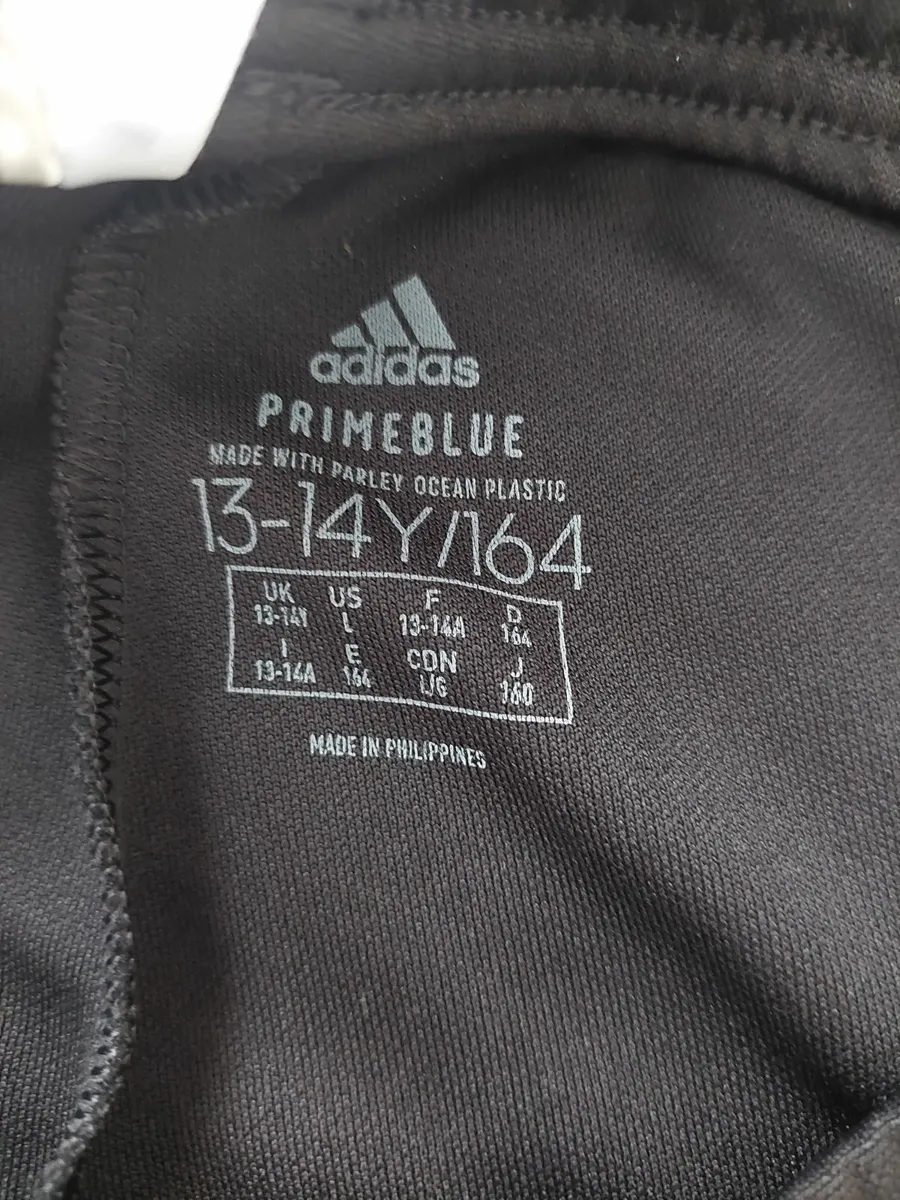 adidas
PRIMEBLUE
MADE WITH PARLEY OCEAN PLASTIC
13-14Y/164
UK US F D
13-14Y L 13-14A 164
I E CDN J
13-14A 164 L/G 160
MADE IN PHILIPPINES